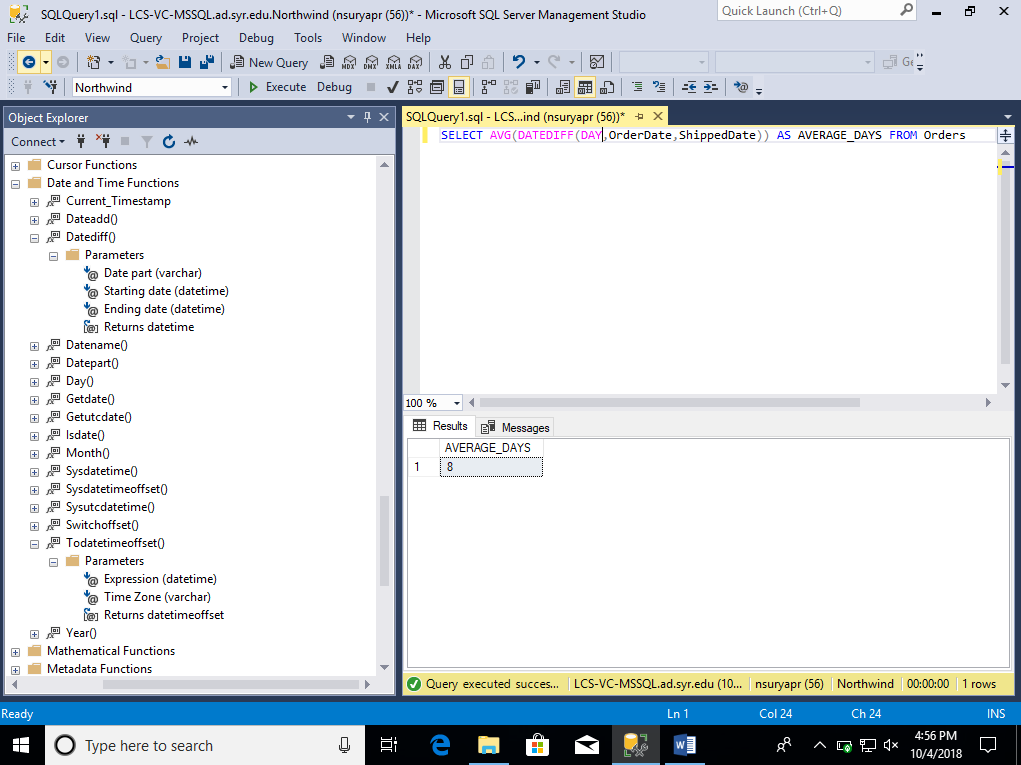 SQLQuery1.sql - LCS-VC-MSSQL.ad.syr.edu.Northwind (nsuryapr (56))* - Microsoft SQL Server Management Studio
Quick Launch (Ctrl+Q)
File Edit View Query Project Debug Tools Window Help
New Query MDX DMX XMLA DAX
Northwind Execute Debug
Object Explorer
Connect
Cursor Functions
Date and Time Functions
Current_Timestamp
Dateadd()
Datediff()
Parameters
Date part (varchar)
Starting date (datetime)
Ending date (datetime)
Returns datetime
Datename()
Datepart()
Day()
Getdate()
Getutcdate()
Isdate()
Month()
Sysdatetime()
Sysdatetimeoffset()
Sysutcdatetime()
Switchoffset()
Todatetimeoffset()
Parameters
Expression (datetime)
Time Zone (varchar)
Returns datetimeoffset
Year()
Mathematical Functions
Metadata Functions
SQLQuery1.sql - LCS...ind (nsuryapr (56))*
SELECT AVG(DATEDIFF(DAY,OrderDate,ShippedDate)) AS AVERAGE_DAYS FROM Orders
100 %
Results Messages
AVERAGE_DAYS
1 8
Query executed succes... LCS-VC-MSSQL.ad.syr.edu (10... nsuryapr (56) Northwind 00:00:00 1 rows
Ready Ln 1 Col 24 Ch 24 INS
Type here to search
4:56 PM
10/4/2018